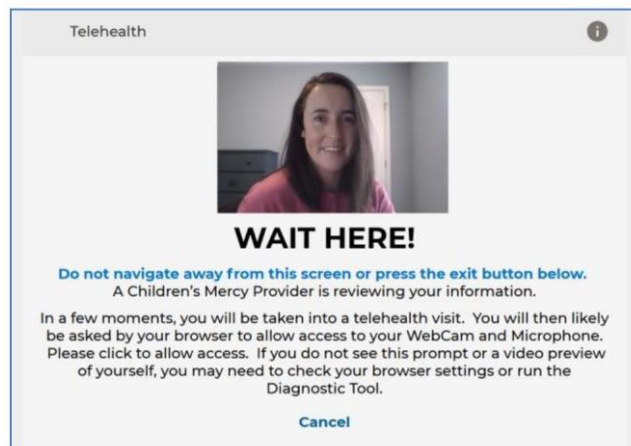 Telehealth
WAIT HERE!
Do not navigate away from this screen or press the exit button below.
A Children's Mercy Provider is reviewing your information.
In a few moments, you will be taken into a telehealth visit.  You will then likely
be asked by your browser to allow access to your WebCam and Microphone.
Please click to allow access.  If you do not see this prompt or a video preview
of yourself, you may need to check your browser settings or run the
Diagnostic Tool.
Cancel